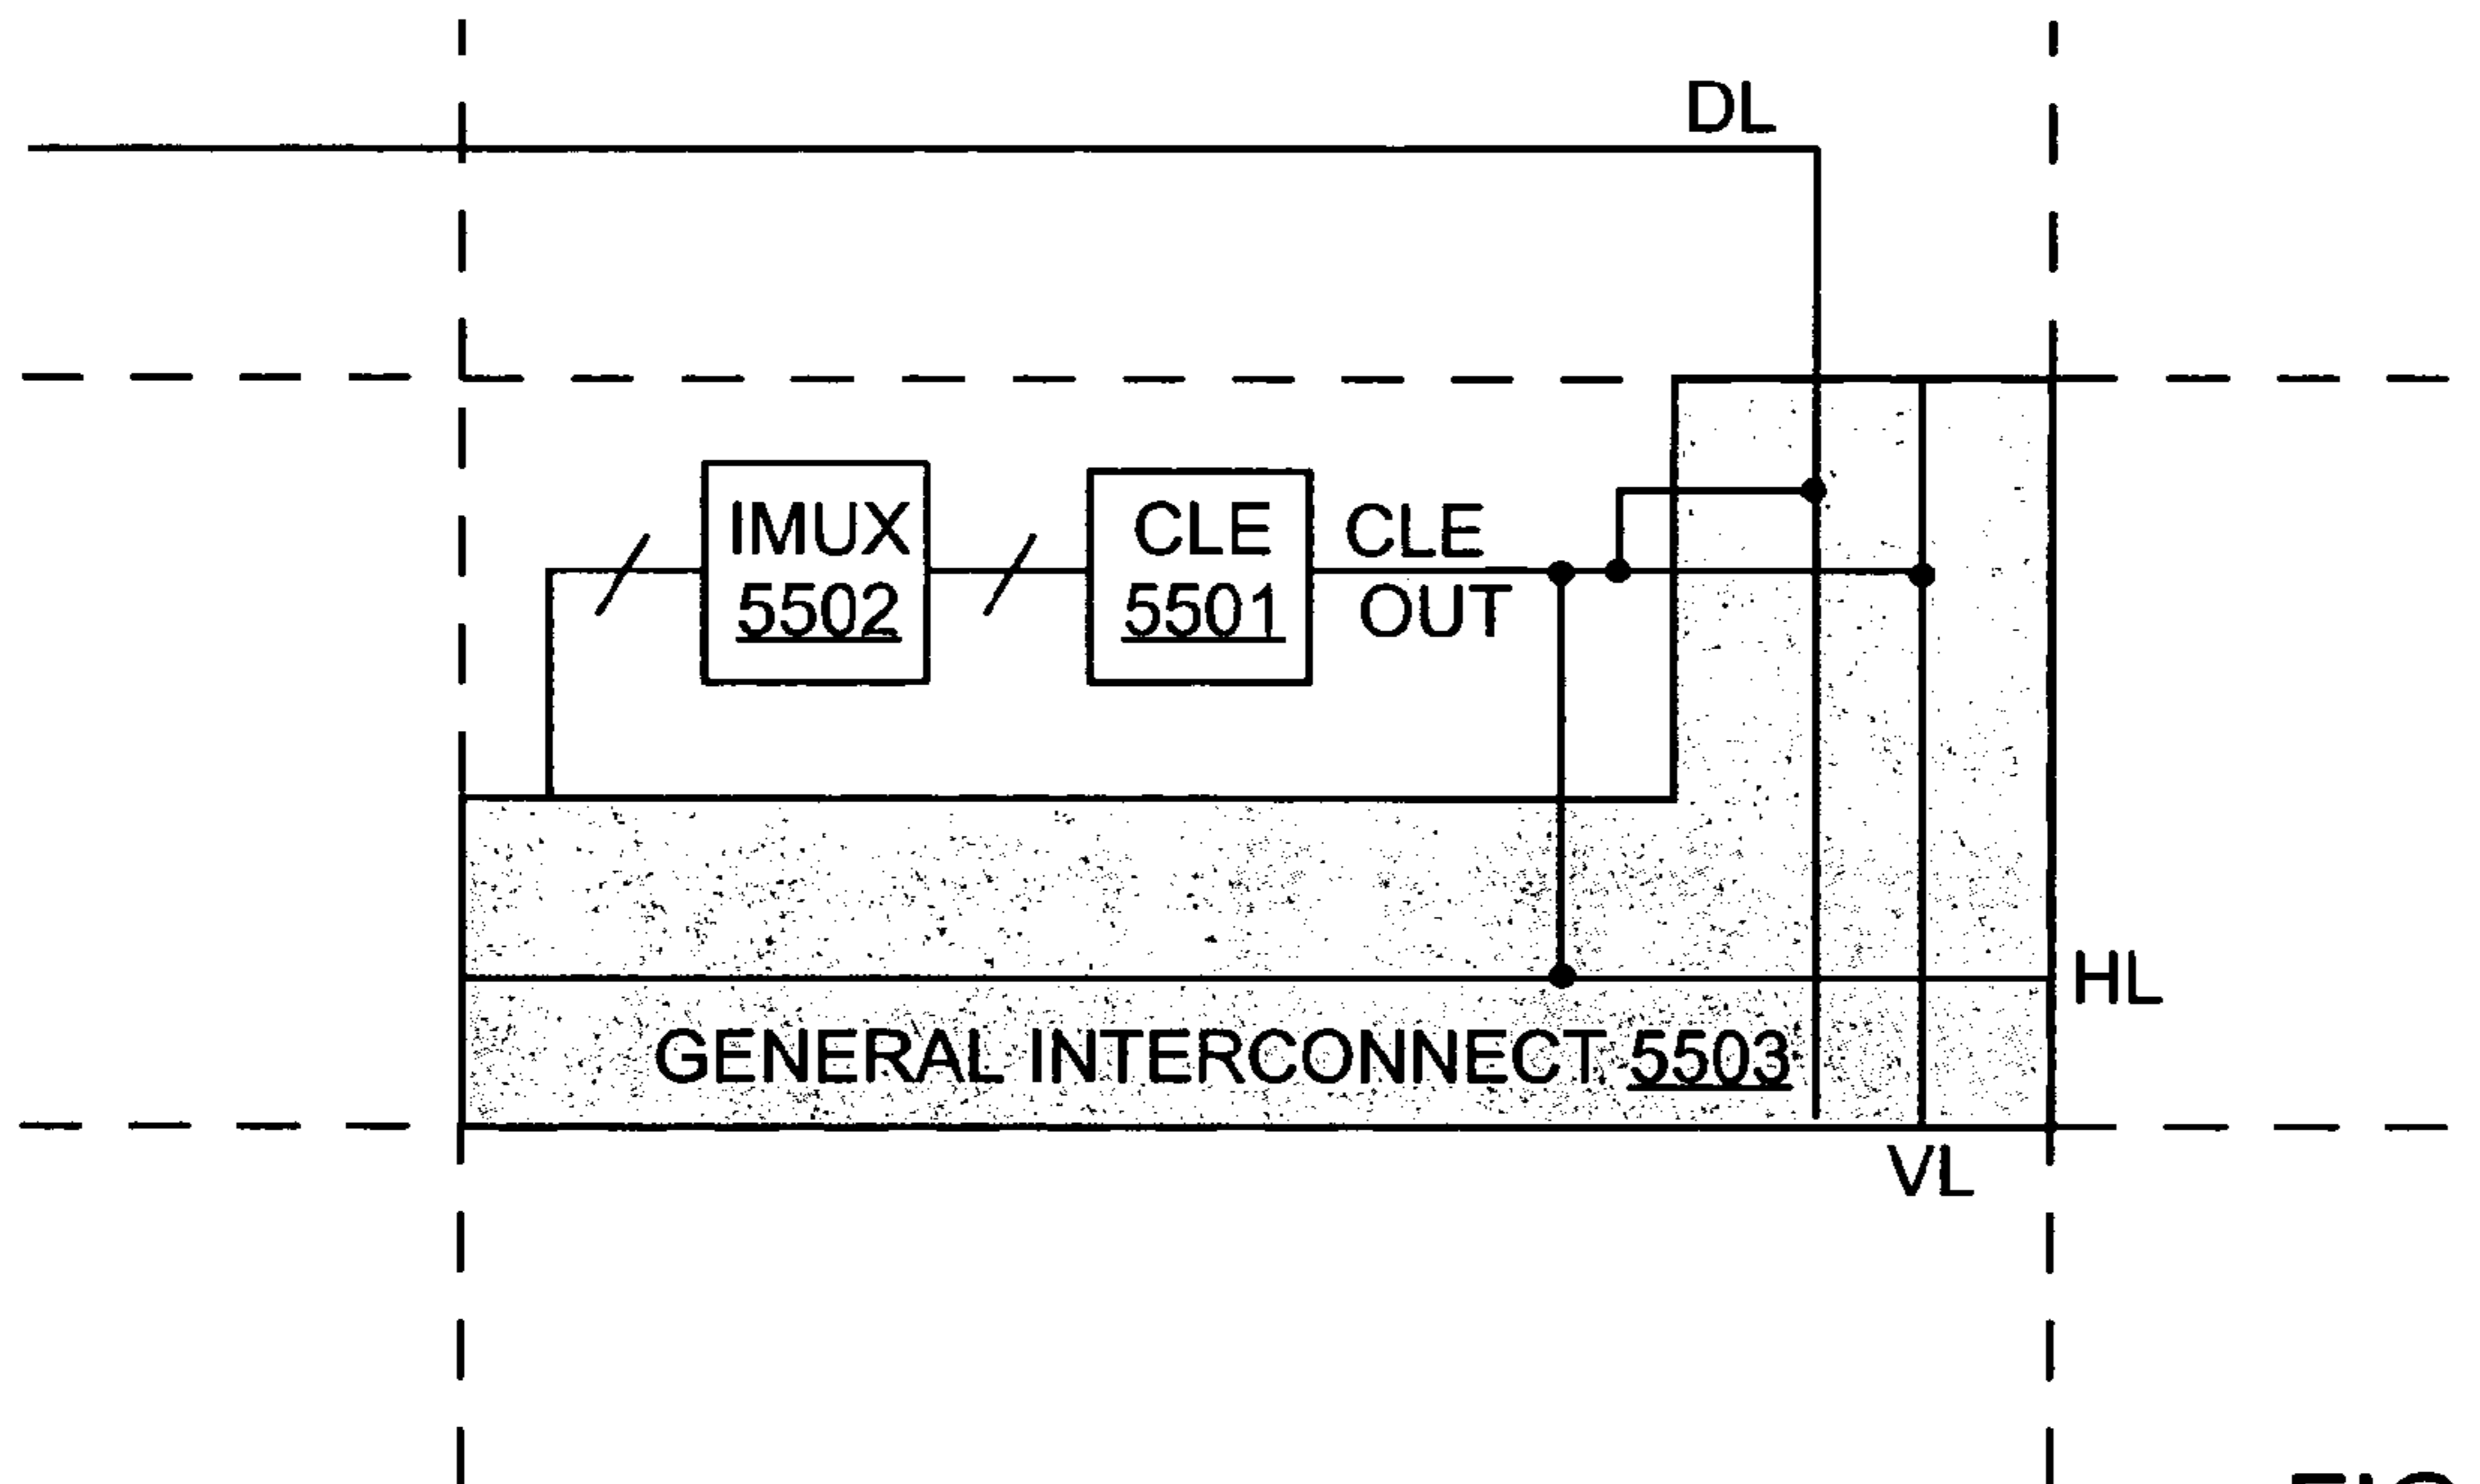 DL
IMUX
5502
CLE
5501
CLE
OUT
HL
GENERAL INTERCONNECT 5503
VL